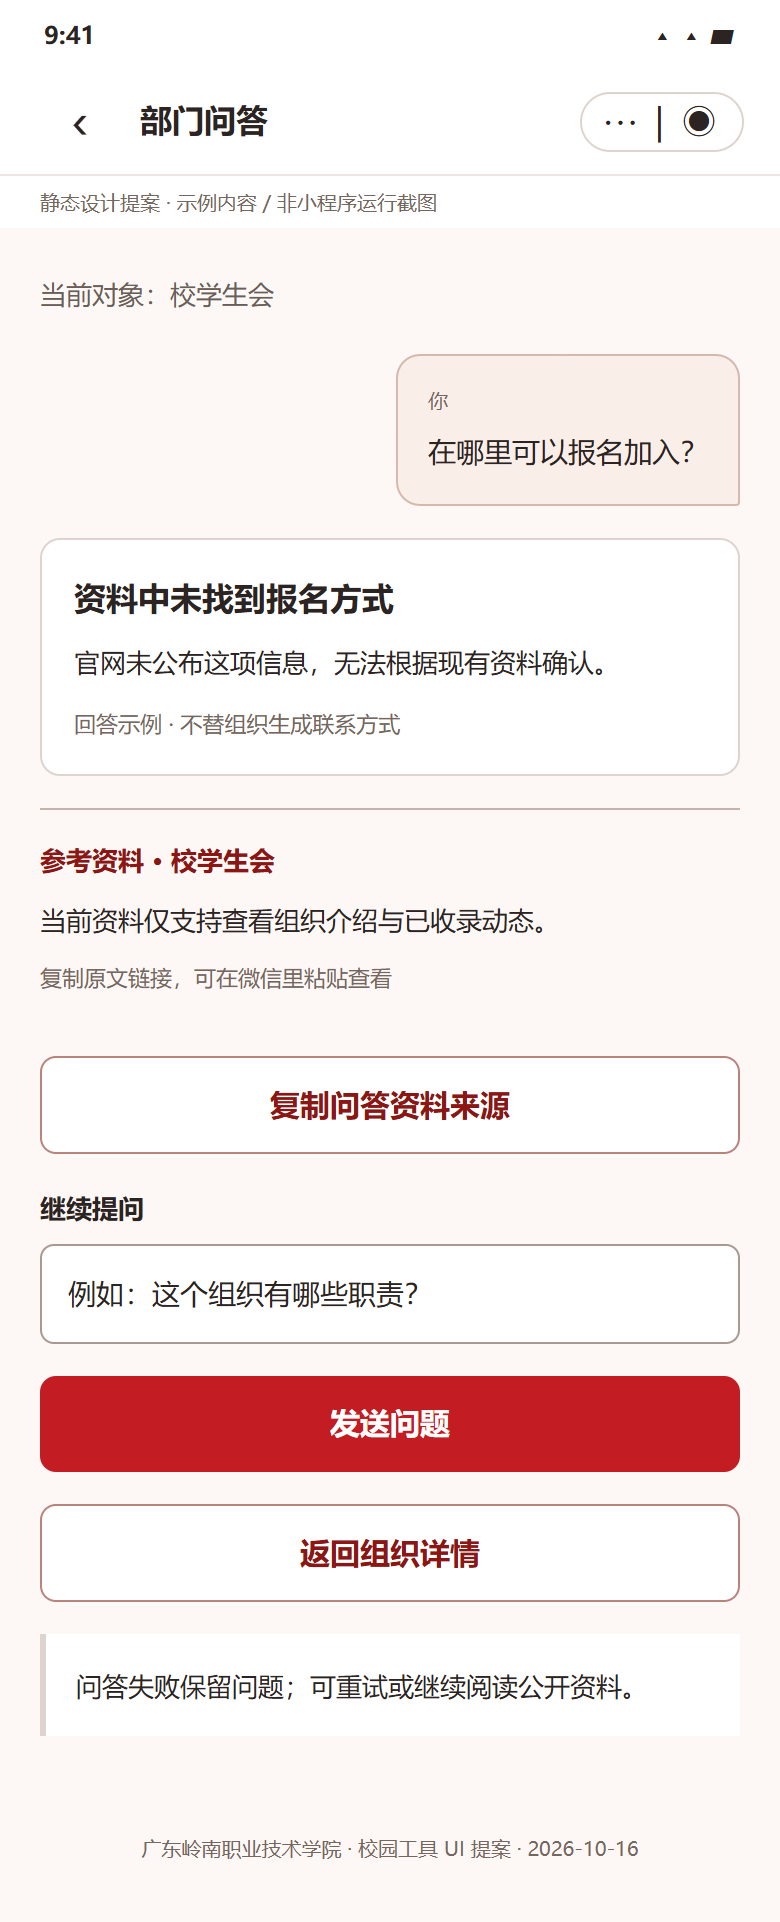 9:41
部门问答
静态设计提案 · 示例内容 / 非小程序运行截图
当前对象：校学生会
你
在哪里可以报名加入？
资料中未找到报名方式
官网未公布这项信息，无法根据现有资料确认。
回答示例 · 不替组织生成联系方式
参考资料 · 校学生会
当前资料仅支持查看组织介绍与已收录动态。
复制原文链接，可在微信里粘贴查看
复制问答资料来源
继续提问
例如：这个组织有哪些职责？
发送问题
返回组织详情
问答失败保留问题；可重试或继续阅读公开资料。
广东岭南职业技术学院 · 校园工具 UI 提案 · 2026-10-16